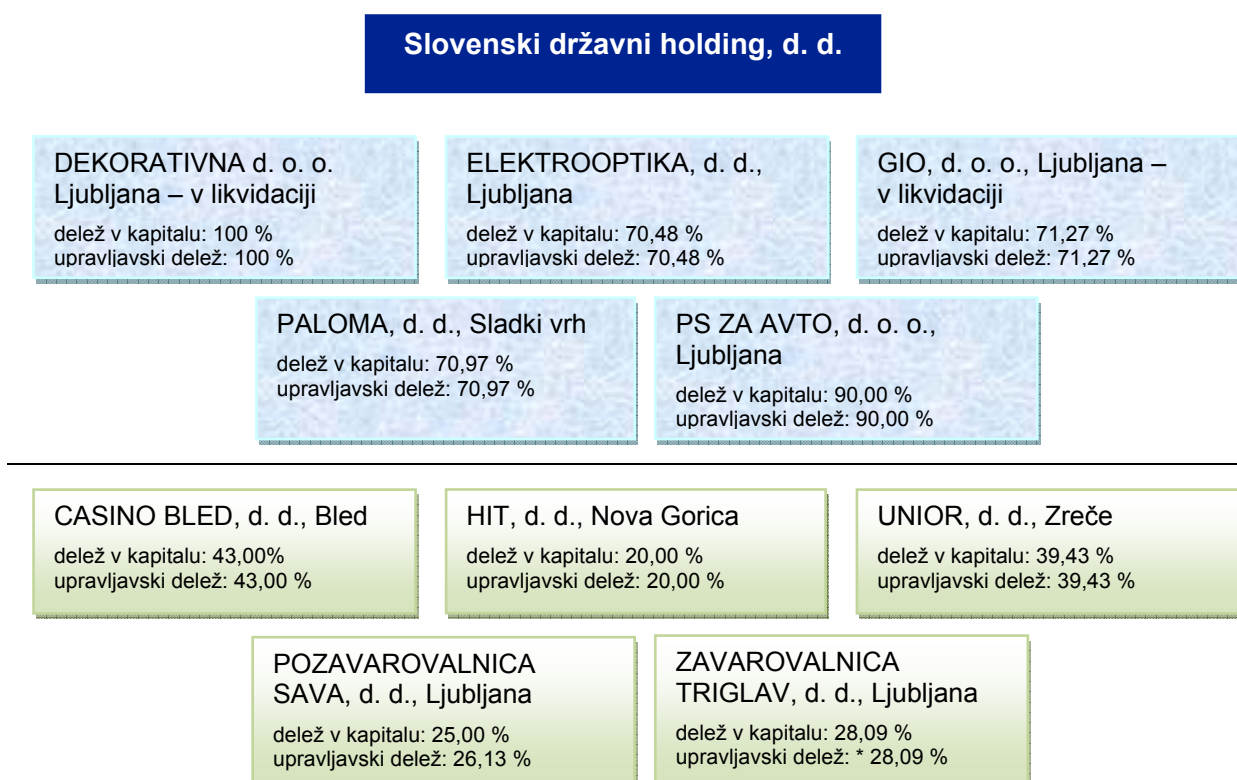 Slovenski državni holding, d. d.
DEKORATIVNA d. o. o.
Ljubljana – v likvidaciji
delež v kapitalu: 100 %
upravljavski delež: 100 %
ELEKTROOPTIKA, d. d.,
Ljubljana
delež v kapitalu: 70,48 %
upravljavski delež: 70,48 %
GIO, d. o. o., Ljubljana –
v likvidaciji
delež v kapitalu: 71,27 %
upravljavski delež: 71,27 %
PALOMA, d. d., Sladki vrh
delež v kapitalu: 70,97 %
upravljavski delež: 70,97 %
PS ZA AVTO, d. o. o.,
Ljubljana
delež v kapitalu: 90,00 %
upravljavski delež: 90,00 %
CASINO BLED, d. d., Bled
delež v kapitalu: 43,00%
upravljavski delež: 43,00 %
HIT, d. d., Nova Gorica
delež v kapitalu: 20,00 %
upravljavski delež: 20,00 %
UNIOR, d. d., Zreče
delež v kapitalu: 39,43 %
upravljavski delež: 39,43 %
POZAVAROVALNICA
SAVA, d. d., Ljubljana
delež v kapitalu: 25,00 %
upravljavski delež: 26,13 %
ZAVAROVALNICA
TRIGLAV, d. d., Ljubljana
delež v kapitalu: 28,09 %
upravljavski delež: * 28,09 %